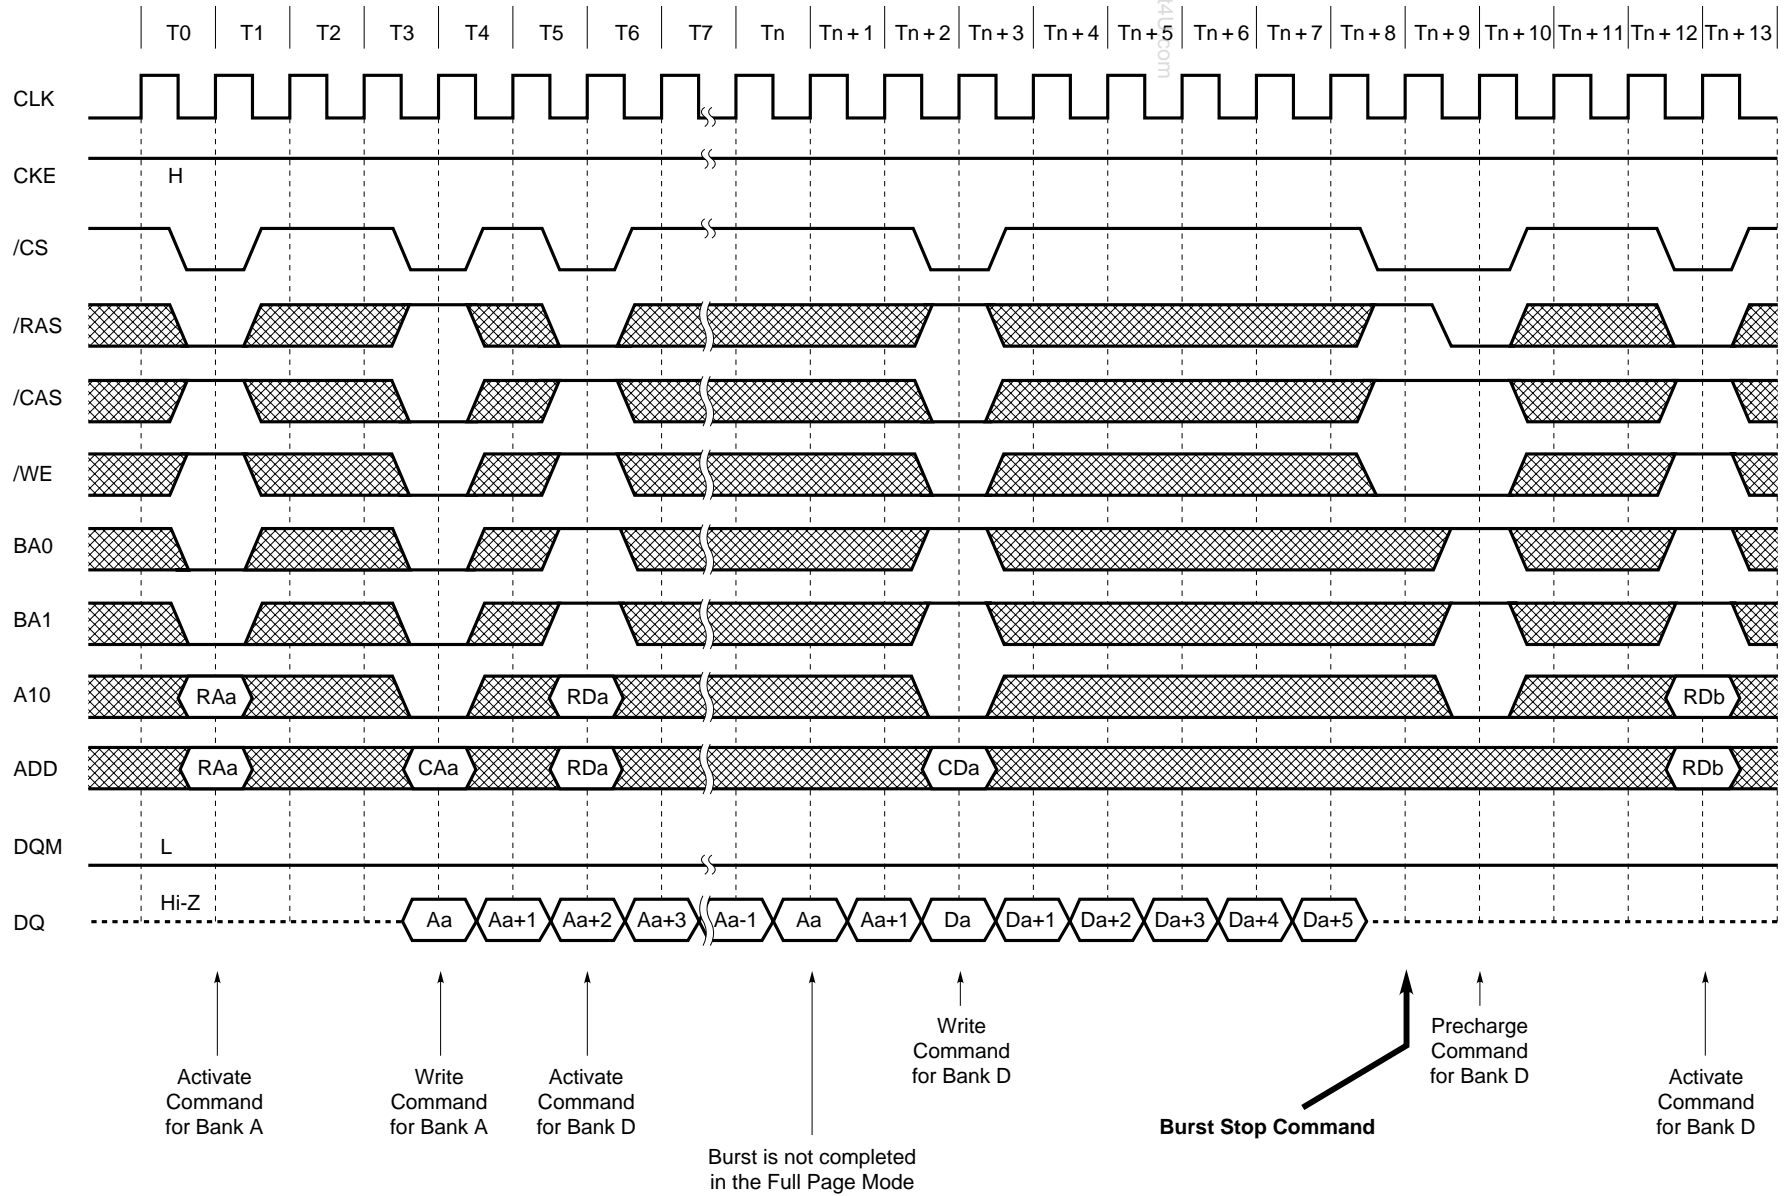 t4U.com
T0 T1 T2 T3 T4 T5 T6 T7 Tn Tn + 1 Tn + 2 Tn + 3 Tn + 4 Tn + 5 Tn + 6 Tn + 7 Tn + 8 Tn + 9 Tn + 10 Tn + 11 Tn + 12 Tn + 13
CLK
CKE H
/CS
/RAS
/CAS
/WE
BA0
BA1
A10 RAa RDa RDb
ADD RAa CAa RDa CDa RDb
DQM L
Hi-Z
DQ Aa Aa+1 Aa+2 Aa+3 Aa-1 Aa Aa+1 Da Da+1 Da+2 Da+3 Da+4 Da+5
Activate
Command
for Bank A
Write
Command
for Bank A
Activate
Command
for Bank D
Burst is not completed
in the Full Page Mode
Write
Command
for Bank D
Burst Stop Command
Precharge
Command
for Bank D
Activate
Command
for Bank D